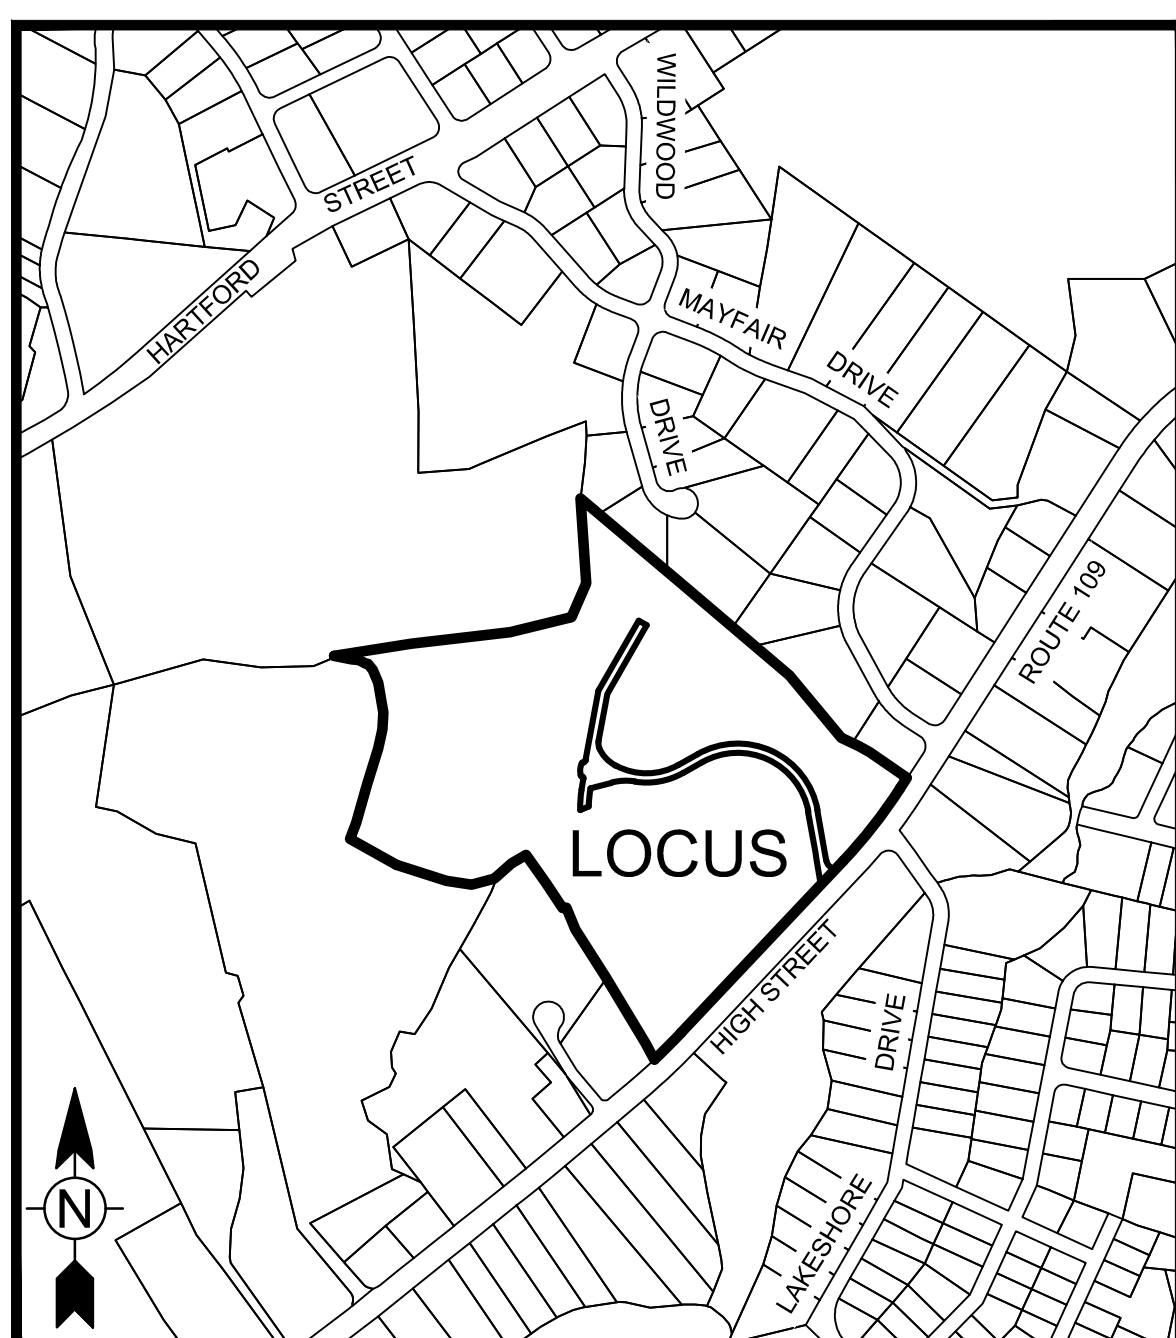 WILDWOOD
STREET
HARTFORD
MAYFAIR
DRIVE
DRIVE
ROUTE 109
LOCUS
HIGH STREET
DRIVE
LAKESHORE
N